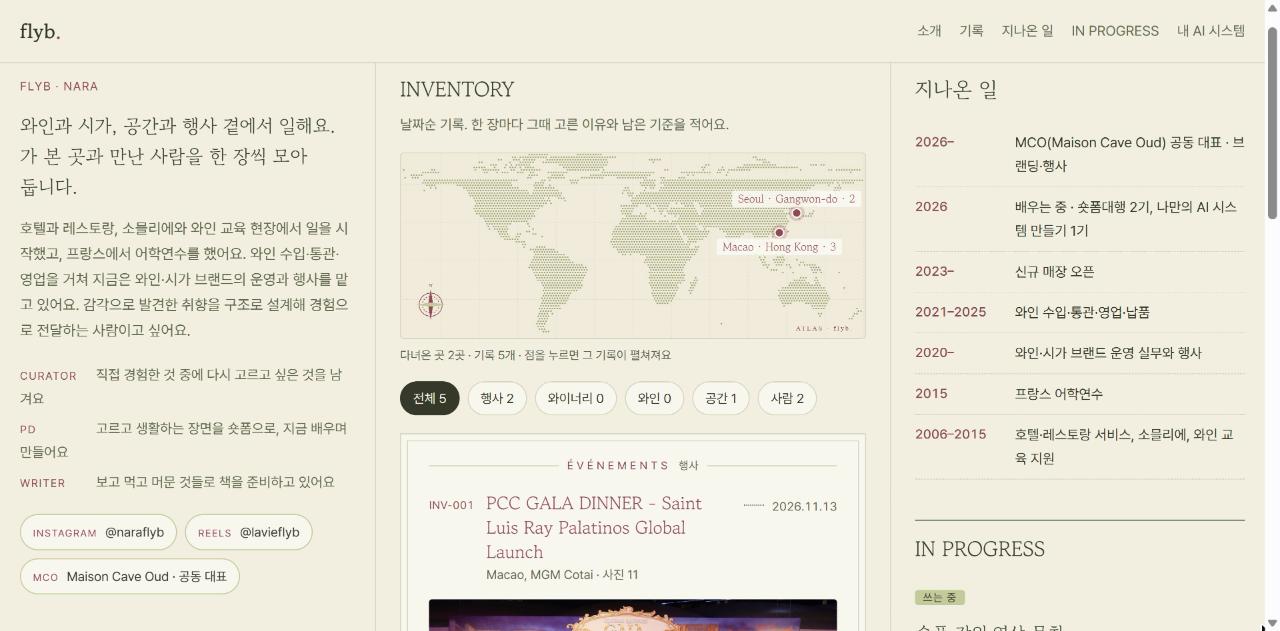 flyb.
소개 기록 지나온 일 IN PROGRESS 내 AI 시스템
FLYB · NARA
와인과 시가, 공간과 행사 곁에서 일해요.
가 본 곳과 만난 사람을 한 장씩 모아
둡니다.
호텔과 레스토랑, 소믈리에와 와인 교육 현장에서 일을 시
작했고, 프랑스에서 어학연수를 했어요. 와인 수입·통관·
영업을 거쳐 지금은 와인·시가 브랜드의 운영과 행사를 맡
고 있어요. 감각으로 발견한 취향을 구조로 설계해 경험으
로 전달하는 사람이고 싶어요.
CURATOR 직접 경험한 것 중에 다시 고르고 싶은 것을 남
겨요
PD 고르고 생활하는 장면을 숏폼으로, 지금 배우며
만들어요
WRITER 보고 먹고 머문 것들로 책을 준비하고 있어요
INSTAGRAM @naraflyb
REELS @lavieflyb
MCO Maison Cave Oud · 공동 대표
INVENTORY
날짜순 기록. 한 장마다 그때 고른 이유와 남은 기준을 적어요.
Seoul · Gangwon-do · 2
Macao · Hong Kong · 3
N
ATLAS · flyb.
다녀온 곳 2곳 · 기록 5개 · 점을 누르면 그 기록이 펼쳐져요
전체 5
행사 2
와이너리 0
와인 0
공간 1
사람 2
ÉVÉNEMENTS 행사
INV-001 PCC GALA DINNER – Saint
Luis Ray Palatinos Global
Launch
2026.11.13
Macao, MGM Cotai · 사진 11
지나온 일
2026– MCO(Maison Cave Oud) 공동 대표 · 브
랜딩·행사
2026 배우는 중 · 숏폼대행 2기, 나만의 AI 시스
템 만들기 1기
2023– 신규 매장 오픈
2021–2025 와인 수입·통관·영업·납품
2020– 와인·시가 브랜드 운영 실무와 행사
2015 프랑스 어학연수
2006–2015 호텔·레스토랑 서비스, 소믈리에, 와인 교
육 지원
IN PROGRESS
쓰는 중